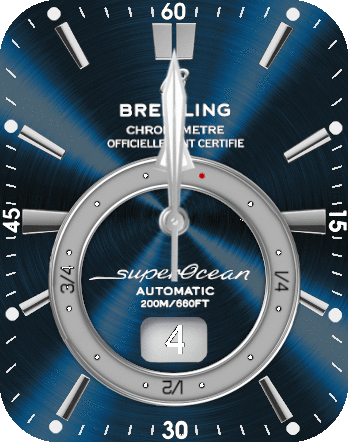 60
BREITLING
CHRONOMETRE
OFFICIELLEMENT CERTIFIE
45
15
3/4
1/4
superOcean
AUTOMATIC
200M/660FT
4
1/2
30